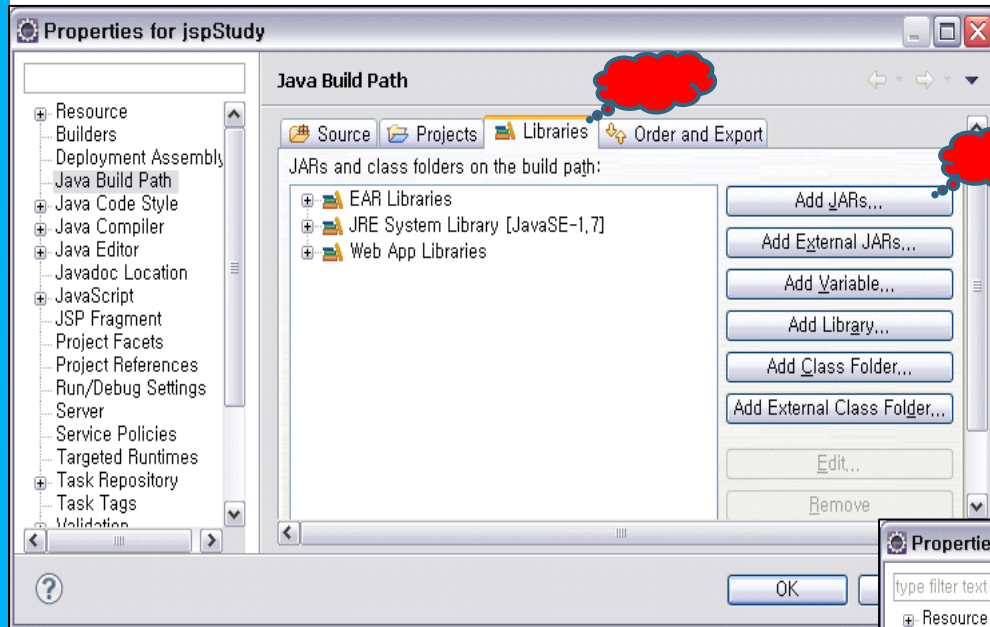 Properties for jspStudy
Java Build Path
Resource
Builders
Deployment Assembly
Java Build Path
Java Code Style
Java Compiler
Java Editor
Javadoc Location
JavaScript
JSP Fragment
Project Facets
Project References
Run/Debug Settings
Server
Service Policies
Targeted Runtimes
Task Repository
Task Tags
Validation
Source
Projects
Libraries
Order and Export
JARs and class folders on the build path:
EAR Libraries
JRE System Library [JavaSE-1,7]
Web App Libraries
Add JARs,,,
Add External JARs,,,
Add Variable,,,
Add Library,,,
Add Class Folder,,,
Add External Class Folder,,,
Edit,,,
Remove
OK
Propertie
type filter text
Resource